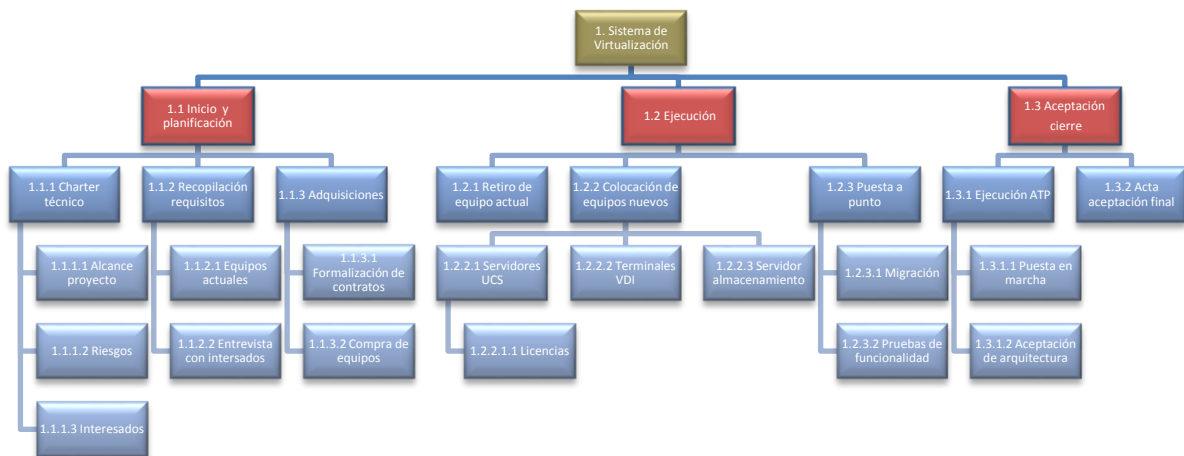 1. Sistema de
Virtualización
1.1 Inicio y
planificación
1.2 Ejecución
1.3 Aceptación
cierre
1.1.1 Charter
técnico
1.1.2 Recopilación
requisitos
1.1.3 Adquisiciones
1.2.1 Retiro de
equipo actual
1.2.2 Colocación de
equipos nuevos
1.2.3 Puesta a
punto
1.3.1 Ejecución ATP
1.3.2 Acta
aceptación final
1.1.1.1 Alcance
proyecto
1.1.2.1 Equipos
actuales
1.1.3.1
Formalización de
contratos
1.2.2.1 Servidores
UCS
1.2.2.2 Terminales
VDI
1.2.2.3 Servidor
almacenamiento
1.2.3.1 Migración
1.3.1.1 Puesta en
marcha
1.1.1.2 Riesgos
1.1.2.2 Entrevista
con intersados
1.1.3.2 Compra de
equipos
1.2.2.1.1 Licencias
1.2.3.2 Pruebas de
funcionalidad
1.3.1.2 Aceptación
de arquitectura
1.1.1.3 Interesados